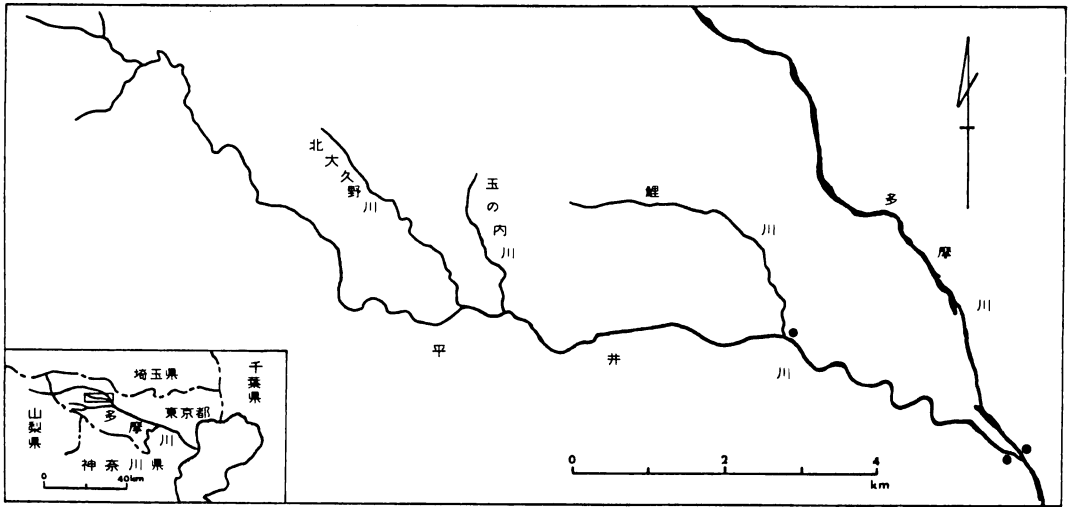 北大久野川
玉の内川
鯉川
多摩川
平井川
0 2 4
km
埼玉県
千葉県
山梨県
東京都
多摩川
神奈川県
0 40km